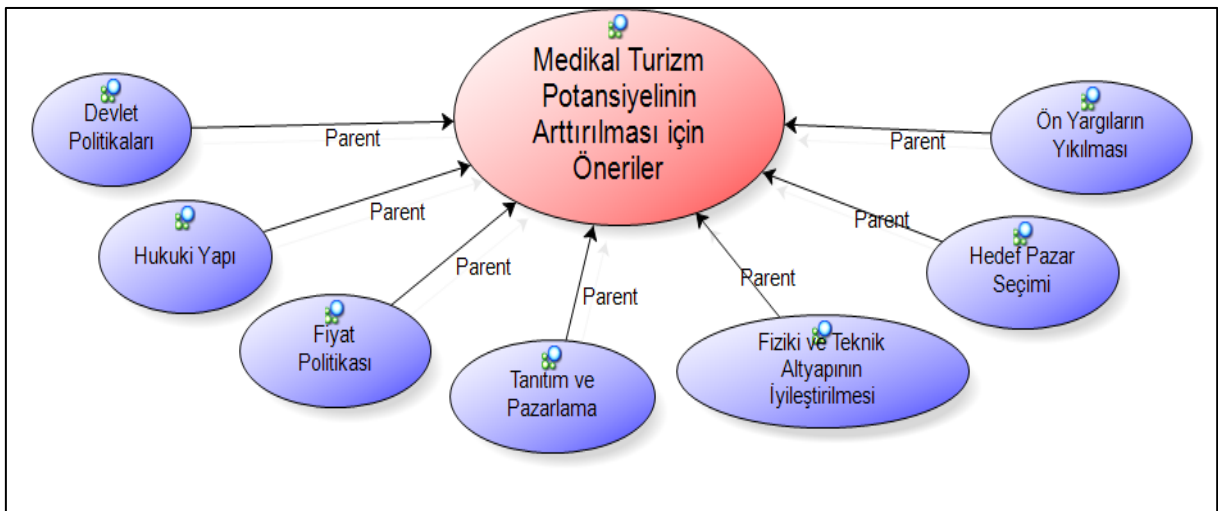 Medikal Turizm
Potansiyelinin
Arttırılması için
Öneriler
Devlet
Politikaları
Parent
Hukuki Yapı
Parent
Fiyat
Politikası
Parent
Tanıtım ve
Pazarlama
Parent
Fiziki ve Teknik
Altyapının
İyileştirilmesi
Parent
Hedef Pazar
Seçimi
Parent
Ön Yargıların
Yıkılması
Parent